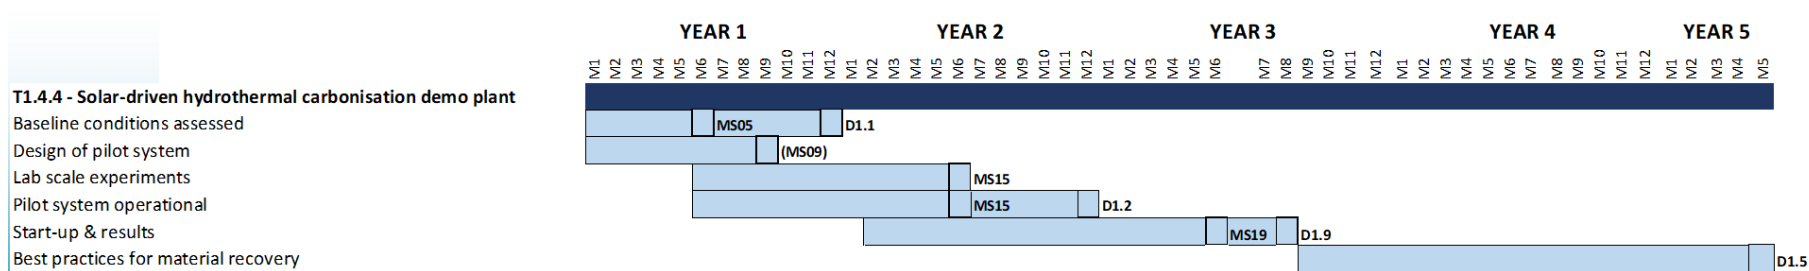 YEAR 1 YEAR 2 YEAR 3 YEAR 4 YEAR 5
M1 M2 M3 M4 M5 M6 M7 M8 M9 M10 M11 M12 M1 M2 M3 M4 M5 M6 M7 M8 M9 M10 M11 M12 M1 M2 M3 M4 M5 M6 M7 M8 M9 M10 M11 M12 M1 M2 M3 M4 M5 M6 M7 M8 M9 M10 M11 M12 M1 M2 M3 M4 M5
T1.4.4 - Solar-driven hydrothermal carbonisation demo plant
Baseline conditions assessed MS05 D1.1
Design of pilot system (MS09)
Lab scale experiments MS15
Pilot system operational MS15 D1.2
Start-up & results MS19 D1.9
Best practices for material recovery D1.5